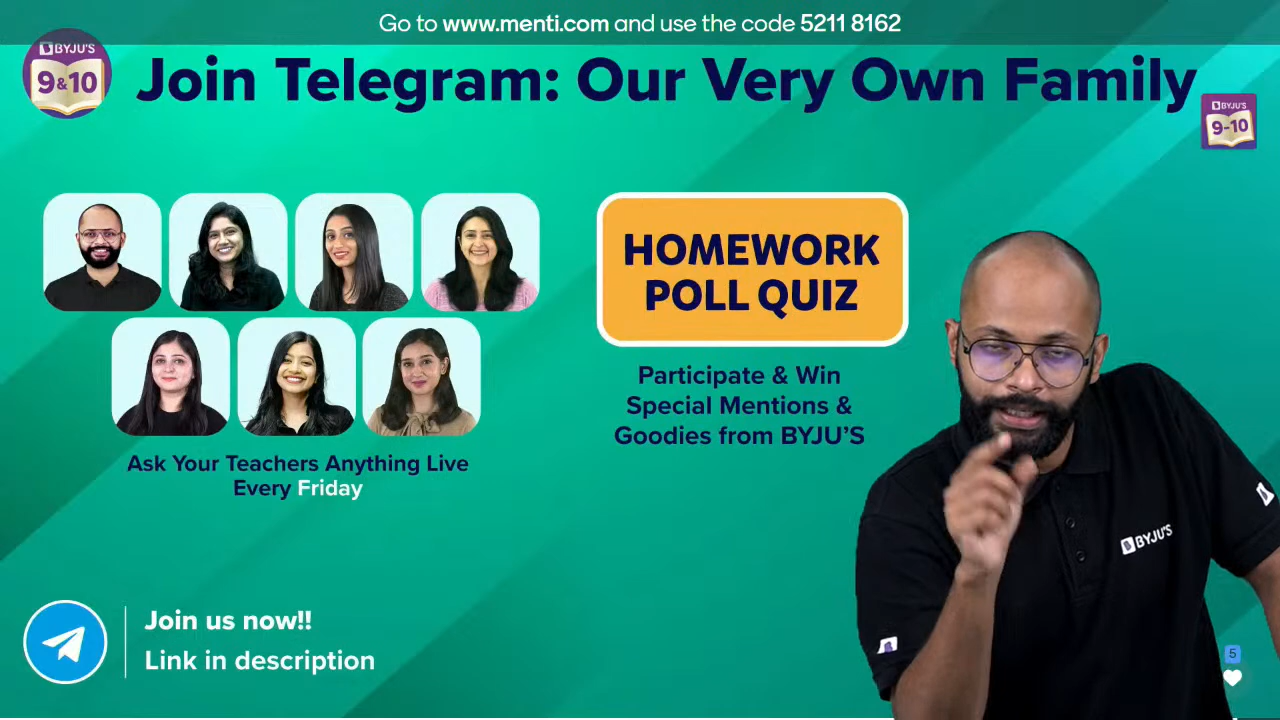 Go to www.menti.com and use the code 5211 8162
BYJU'S
9&10
Join Telegram: Our Very Own Family
BYJU'S
9-10
HOMEWORK
POLL QUIZ
Participate & Win
Special Mentions &
Goodies from BYJU'S
Ask Your Teachers Anything Live
Every Friday
BYJU'S
Join us now!!
Link in description
5